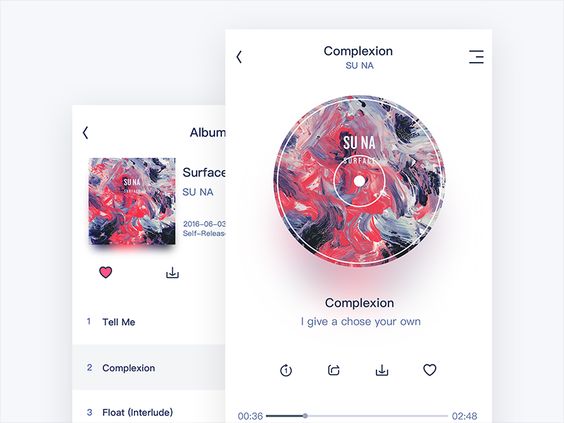 Album
SU NA
SURFACE
Surface
SU NA
2016-06-03
Self-Release
1 Tell Me
2 Complexion
3 Float (Interlude)
Complexion
SU NA
SU NA
SURFACE
Complexion
I give a chose your own
1
00:36
02:48